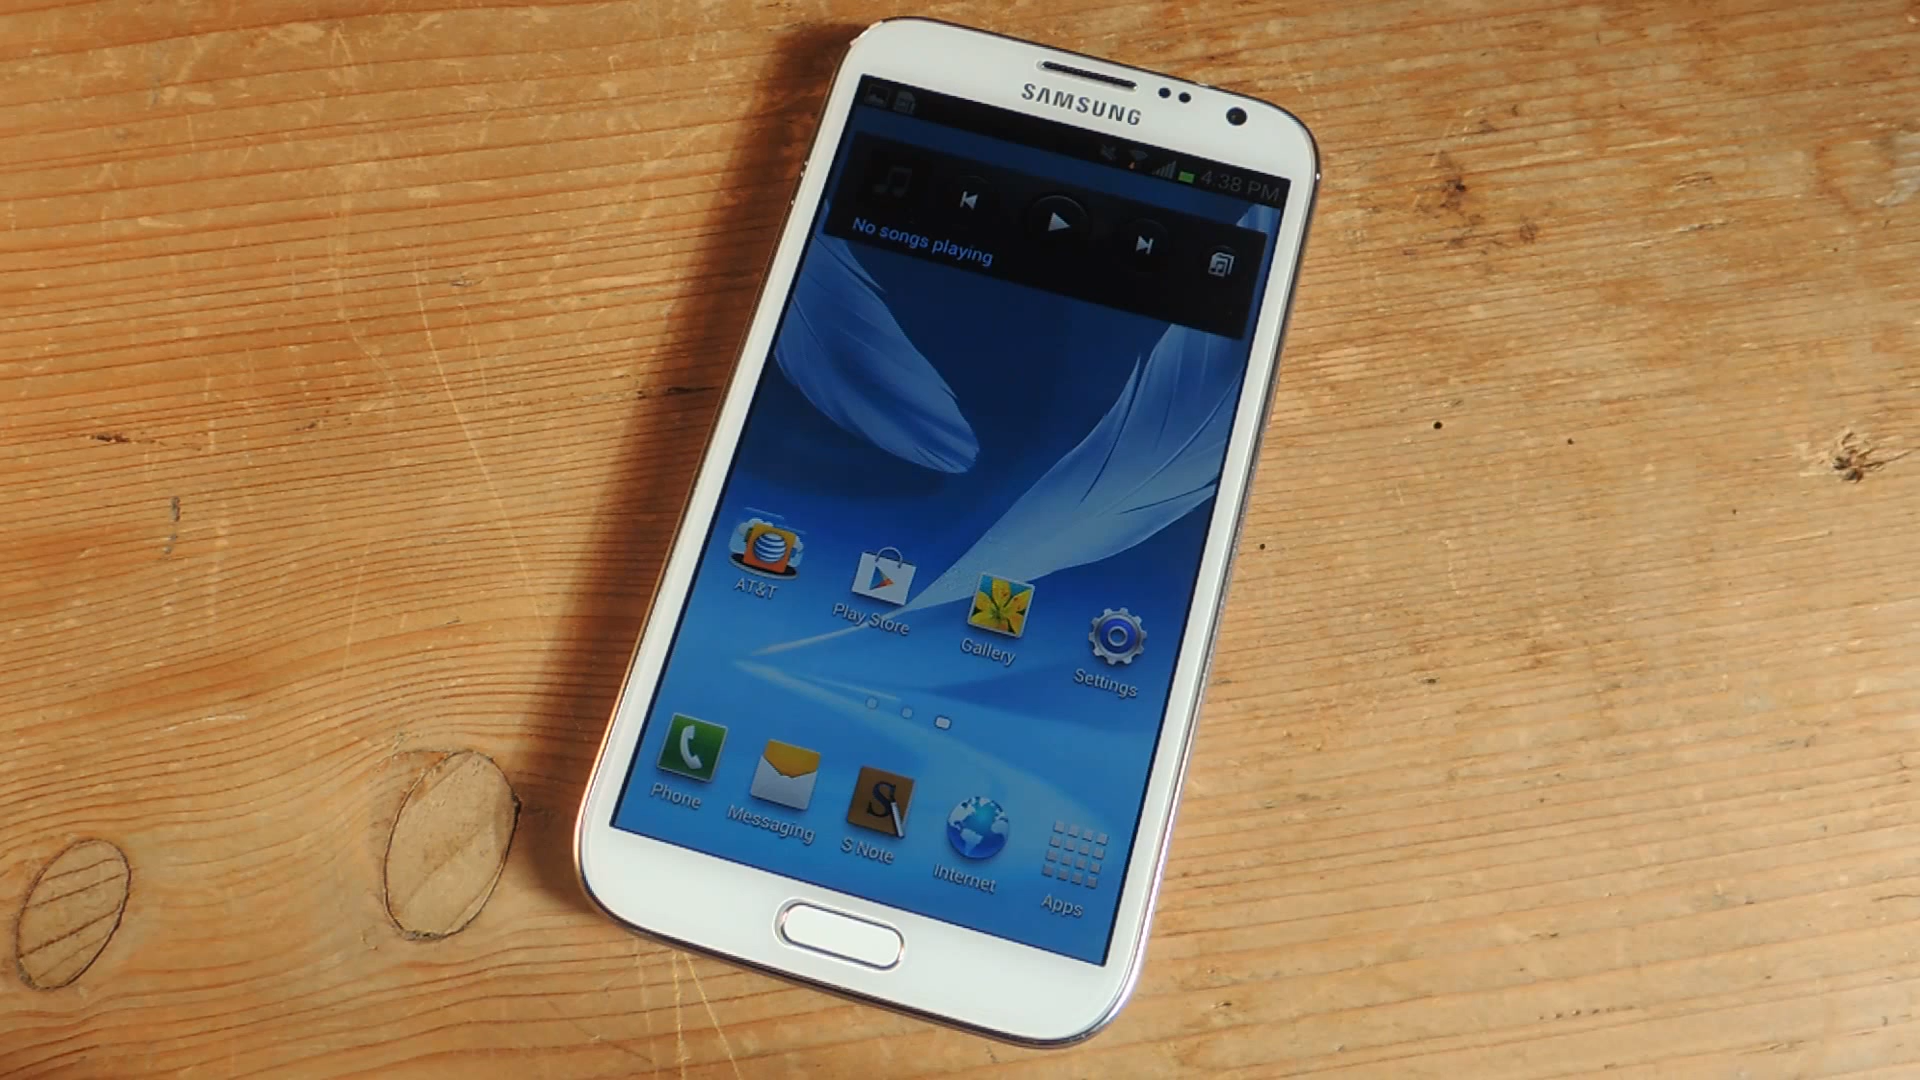 SAMSUNG
4:38 PM
No songs playing
AT&T
Play Store
Gallery
Settings
Phone
Messaging
S Note
Internet
Apps